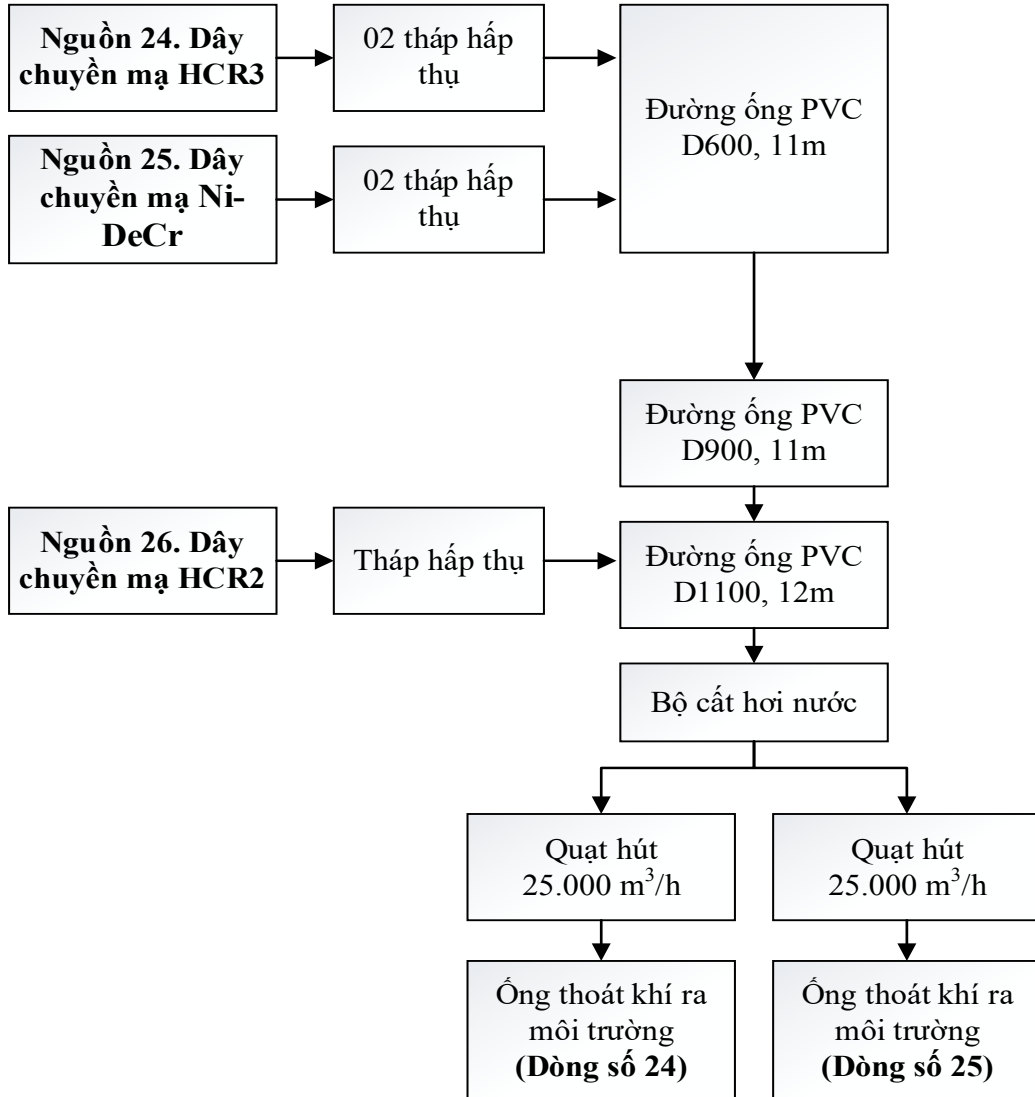 Nguồn 24. Dây
chuyền mạ HCR3
02 tháp hấp
thụ
Đường ống PVC
D600, 11m
Nguồn 25. Dây
chuyền mạ Ni-
DeCr
02 tháp hấp
thụ
Đường ống PVC
D900, 11m
Nguồn 26. Dây
chuyền mạ HCR2
Tháp hấp thụ
Đường ống PVC
D1100, 12m
Bộ cất hơi nước
Quạt hút
25.000 m³/h
Quạt hút
25.000 m³/h
Ống thoát khí ra
môi trường
(Dòng số 24)
Ống thoát khí ra
môi trường
(Dòng số 25)